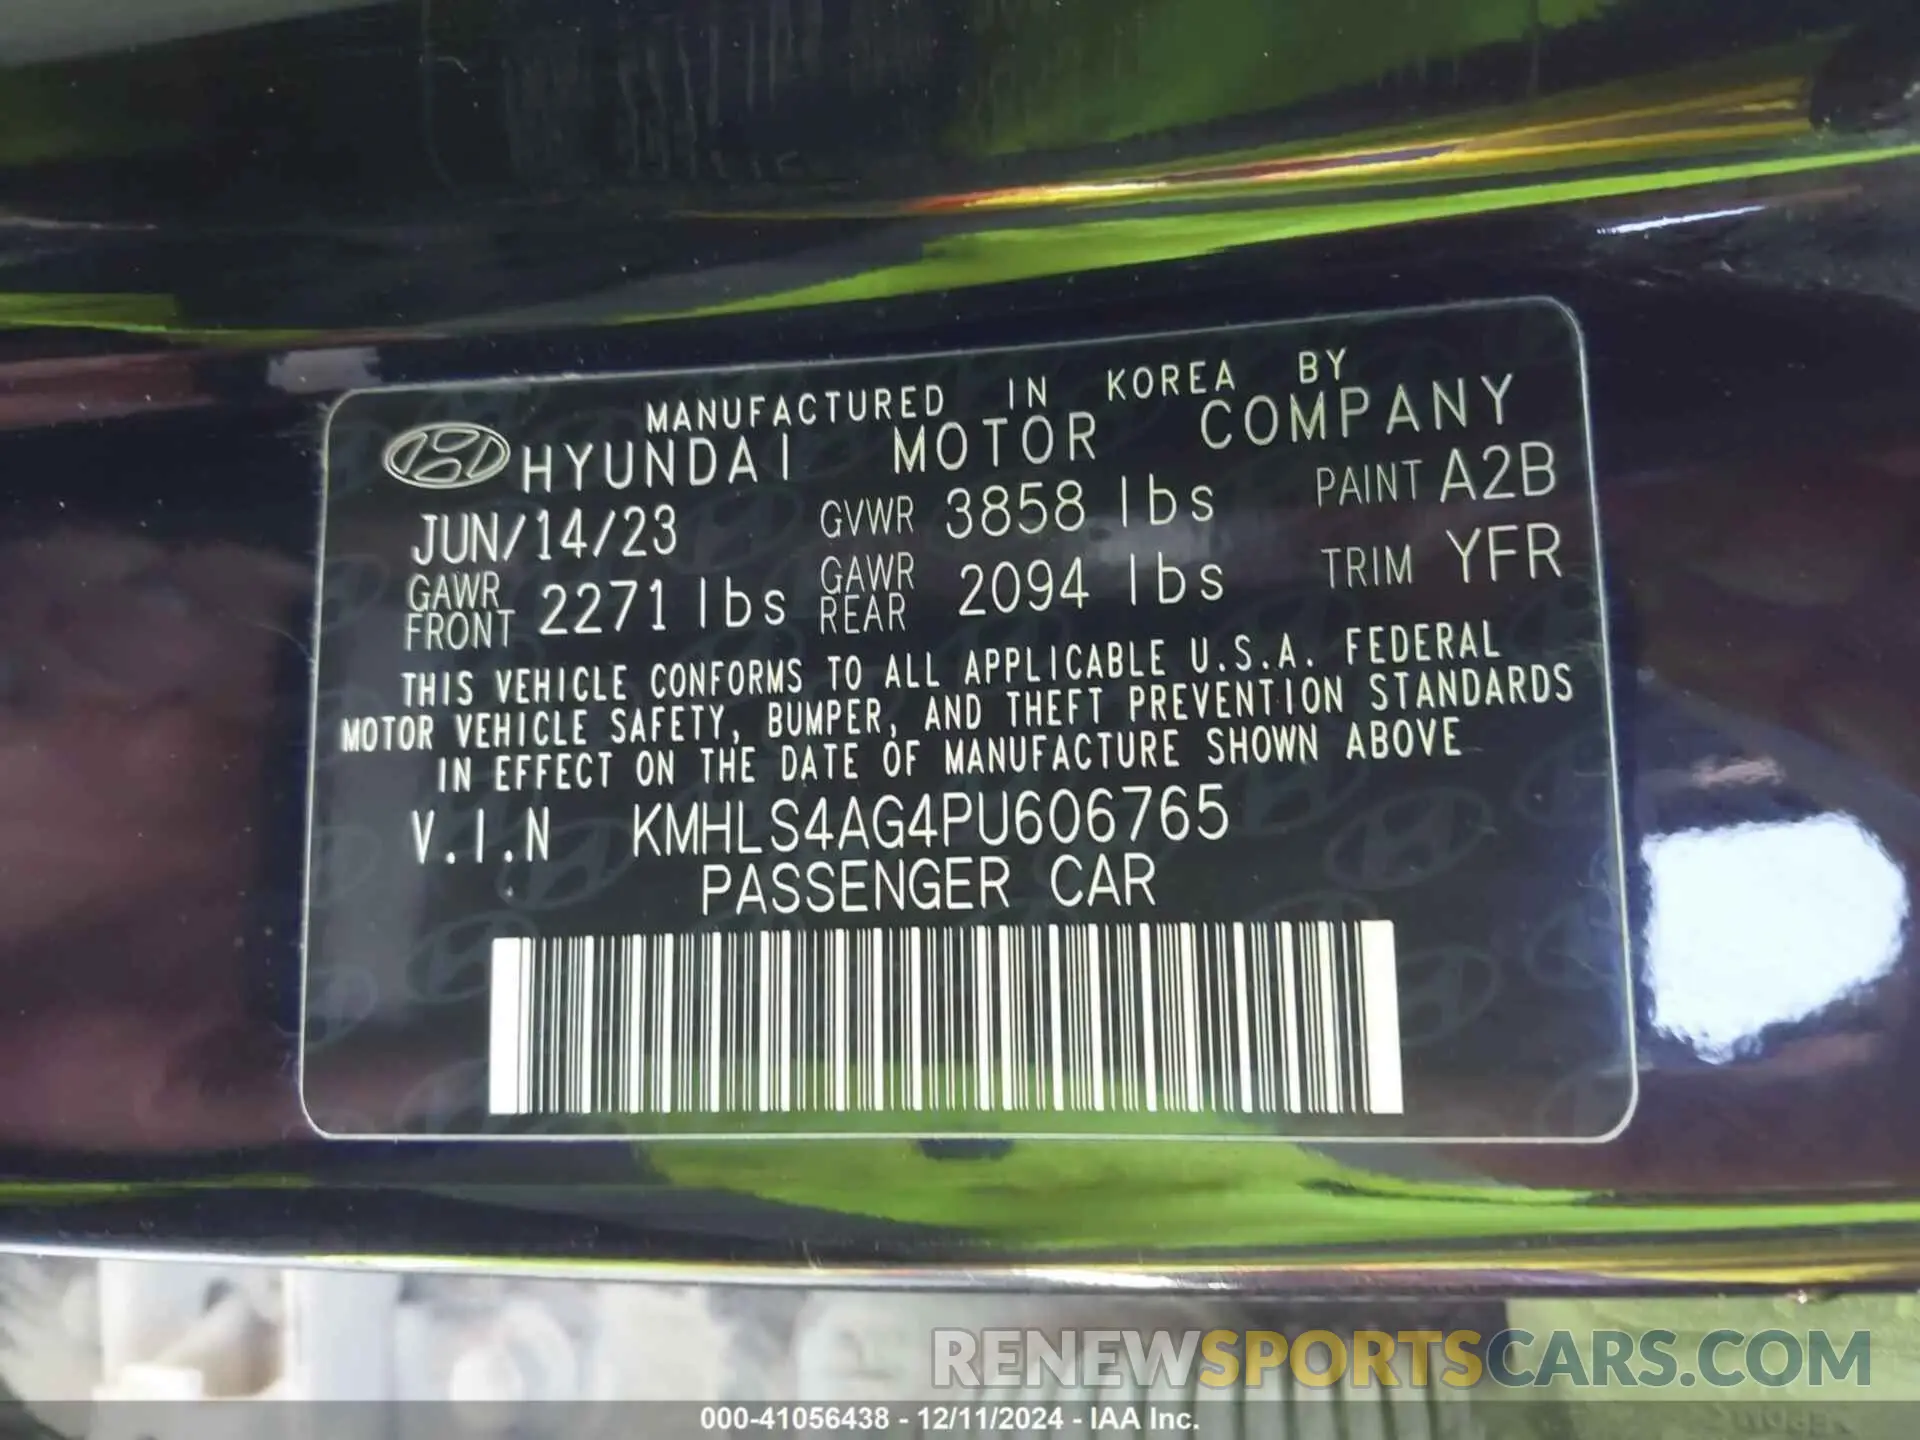 MANUFACTURED IN KOREA BY
HYUNDAI MOTOR COMPANY
JUN/14/23 GVWR 3858 lbs PAINT A2B
GAWR FRONT 2271 lbs GAWR REAR 2094 lbs TRIM YFR
THIS VEHICLE CONFORMS TO ALL APPLICABLE U.S.A. FEDERAL
MOTOR VEHICLE SAFETY, BUMPER, AND THEFT PREVENTION STANDARDS
IN EFFECT ON THE DATE OF MANUFACTURE SHOWN ABOVE
V.I.N KMHLS4AG4PU606765
PASSENGER CAR
RENEWSPORTSCARS.COM
000-41056438 - 12/11/2024 - IAA Inc.